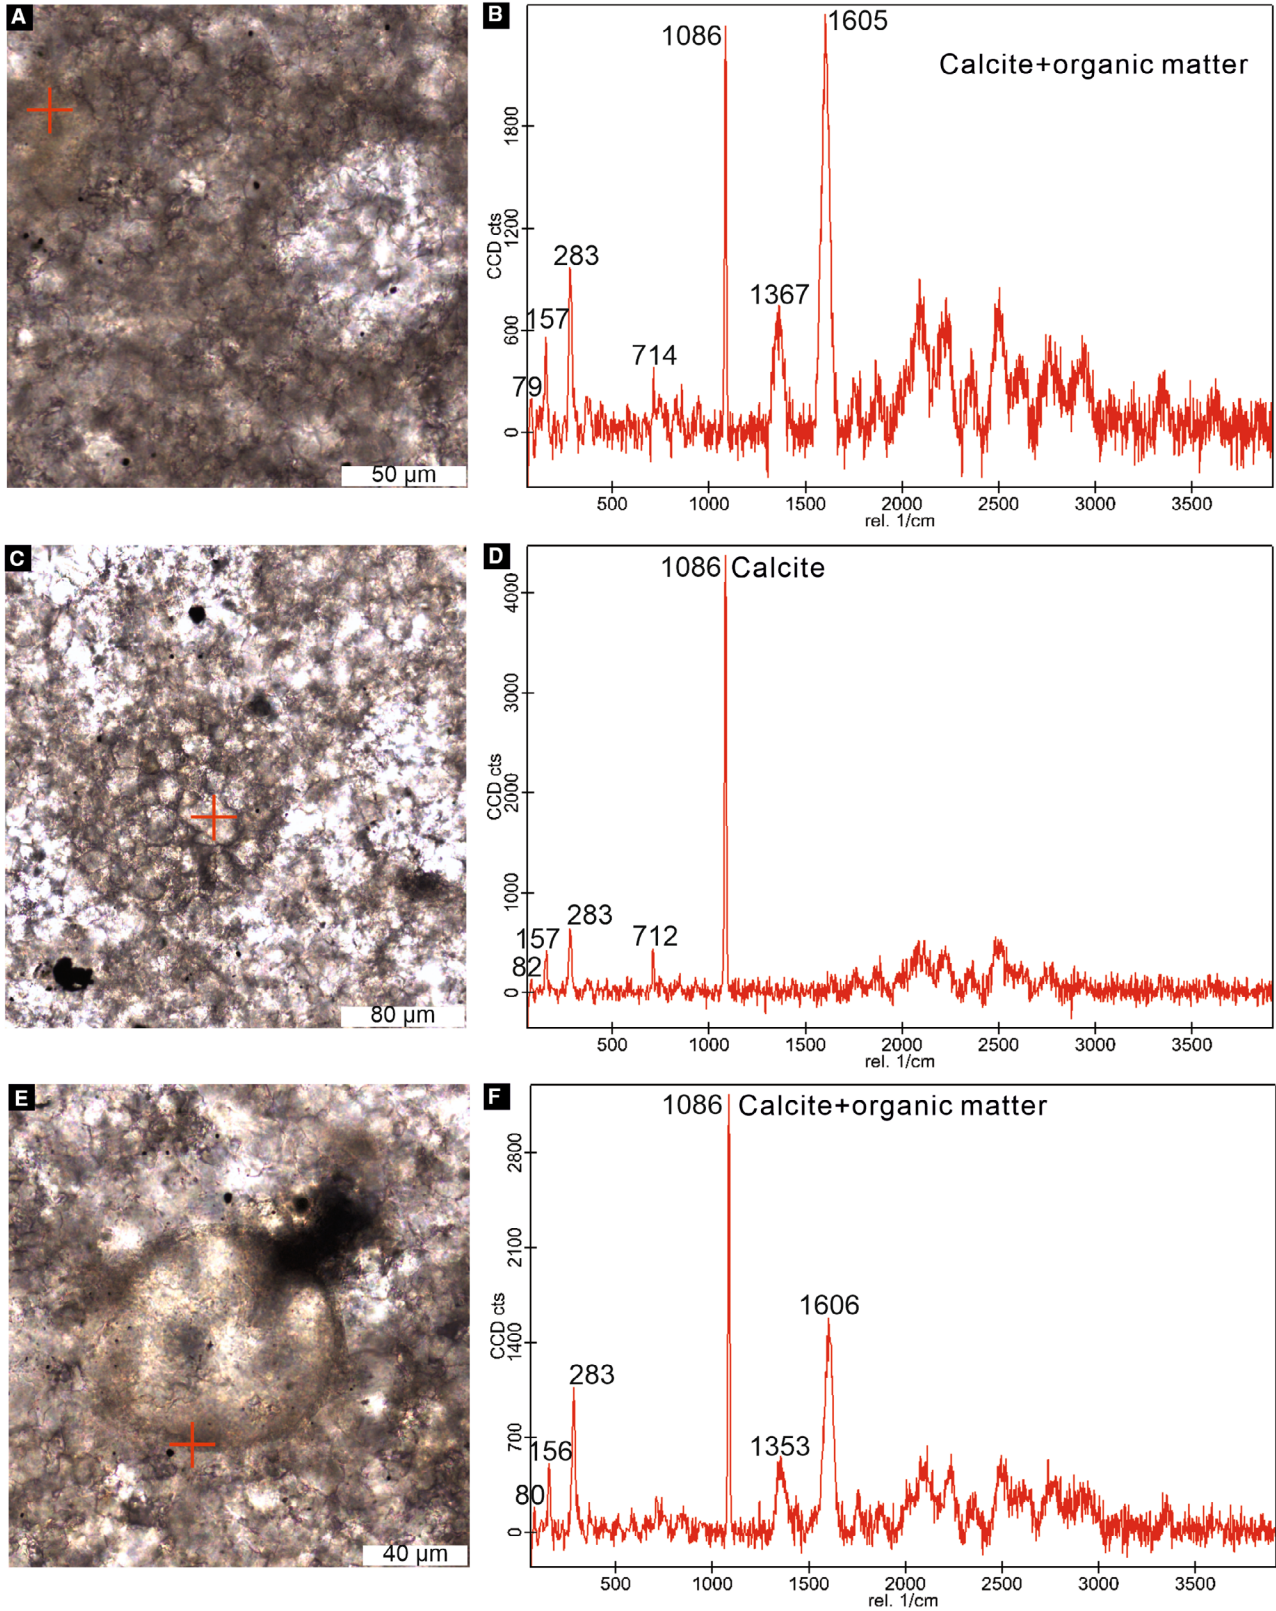 A
50 µm
B
1086
1605
Calcite+organic matter
283
1367
157
714
79
CCD cts
0
600
1200
1800
500
1000
1500
2000
2500
3000
3500
rel. 1/cm
C
80 µm
D
1086
Calcite
283
157
712
82
CCD cts
0
1000
2000
3000
4000
500
1000
1500
2000
2500
3000
3500
rel. 1/cm
E
40 µm
F
1086
Calcite+organic matter
1606
283
1353
156
80
CCD cts
0
700
1400
2100
2800
500
1000
1500
2000
2500
3000
3500
rel. 1/cm